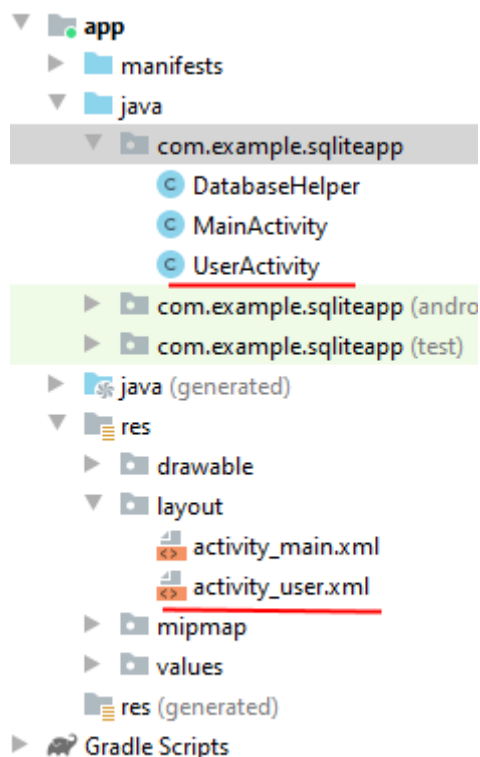 app
manifests
java
com.example.sqliteapp
DatabaseHelper
MainActivity
UserActivity
com.example.sqliteapp (andro
com.example.sqliteapp (test)
java (generated)
res
drawable
layout
activity_main.xml
activity_user.xml
mipmap
values
res (generated)
Gradle Scripts